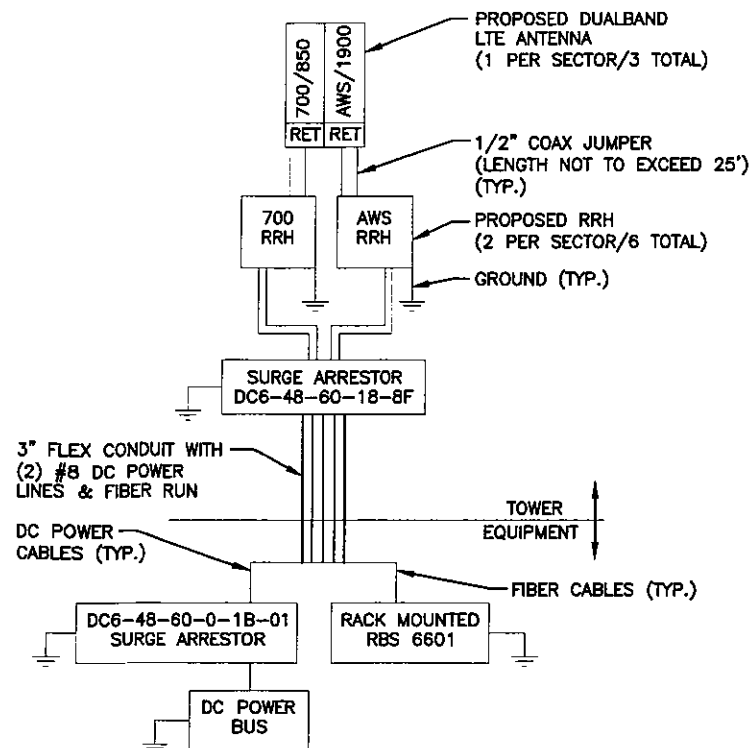 PROPOSED DUALBAND
LTE ANTENNA
(1 PER SECTOR/3 TOTAL)
700/850
AWS/1900
RET
RET
1/2" COAX JUMPER
(LENGTH NOT TO EXCEED 25')
(TYP.)
700
RRH
AWS
RRH
PROPOSED RRH
(2 PER SECTOR/6 TOTAL)
GROUND (TYP.)
SURGE ARRESTOR
DC6-48-60-18-8F
3" FLEX CONDUIT WITH
(2) #8 DC POWER
LINES & FIBER RUN
TOWER
EQUIPMENT
DC POWER
CABLES (TYP.)
FIBER CABLES (TYP.)
DC6-48-60-0-1B-01
SURGE ARRESTOR
RACK MOUNTED
RBS 6601
DC POWER
BUS